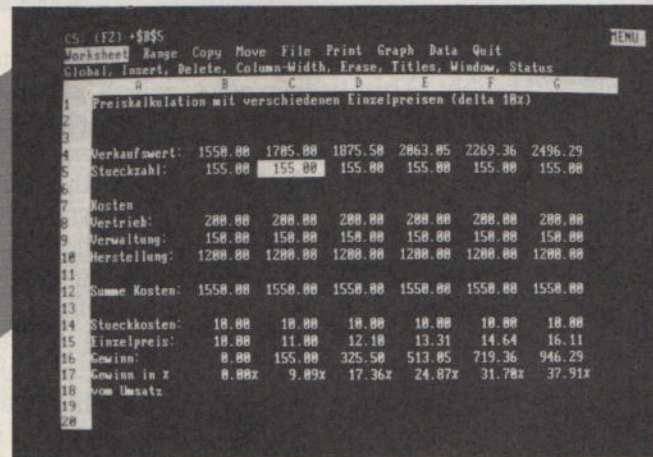 C5: (F2) +$B$5 MENU
Worksheet Range Copy Move File Print Graph Data Quit
Global, Insert, Delete, Column-Width, Erase, Titles, Window, Status
A B C D E F G
1 Preiskalkulation mit verschiedenen Einzelpreisen (delta 10%)
2
3
4 Verkaufswert: 1550.00 1705.00 1875.50 2063.05 2269.36 2496.29
5 Stueckzahl: 155.00 155.00 155.00 155.00 155.00 155.00
6
7 Kosten
8 Vertrieb: 200.00 200.00 200.00 200.00 200.00 200.00
9 Verwaltung: 150.00 150.00 150.00 150.00 150.00 150.00
10 Herstellung: 1200.00 1200.00 1200.00 1200.00 1200.00 1200.00
11
12 Summe Kosten: 1550.00 1550.00 1550.00 1550.00 1550.00 1550.00
13
14 Stueckkosten: 10.00 10.00 10.00 10.00 10.00 10.00
15 Einzelpreis: 10.00 11.00 12.10 13.31 14.64 16.11
16 Gewinn: 0.00 155.00 325.50 513.05 719.36 946.29
17 Gewinn in % 0.00% 9.09% 17.36% 24.87% 31.70% 37.91%
18 vom Umsatz
19
20